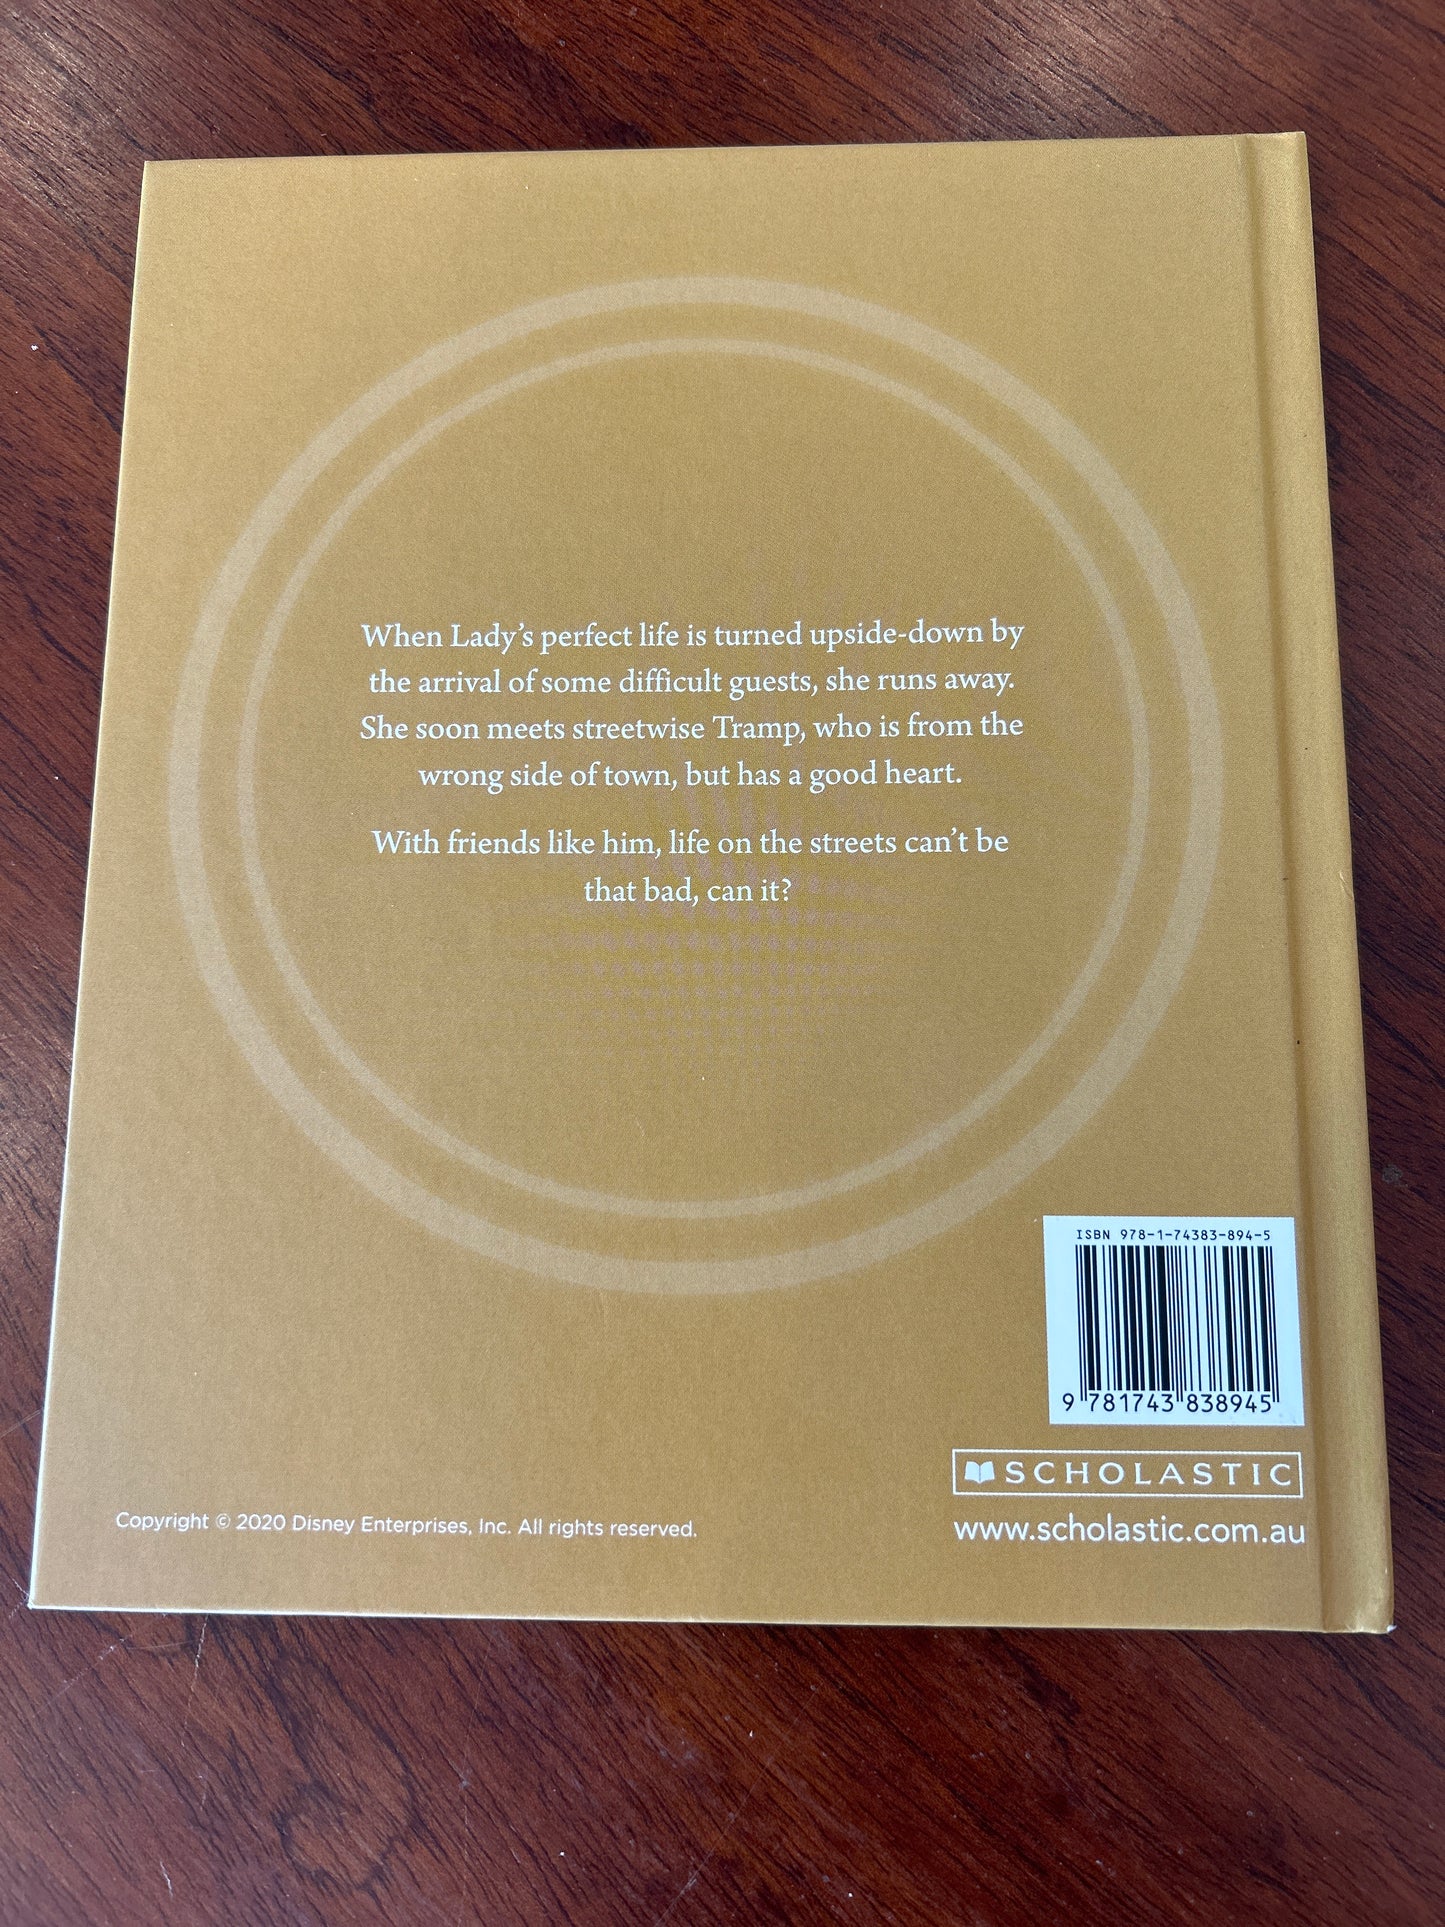 When Lady's perfect life is turned upside-down by
the arrival of some difficult guests, she runs away.
She soon meets streetwise Tramp, who is from the
wrong side of town, but has a good heart.
With friends like him, life on the streets can't be
that bad, can it?
ISBN 978-1-74383-894-5
9 781743 838945
SCHOLASTIC
www.scholastic.com.au
Copyright © 2020 Disney Enterprises, Inc. All rights reserved.